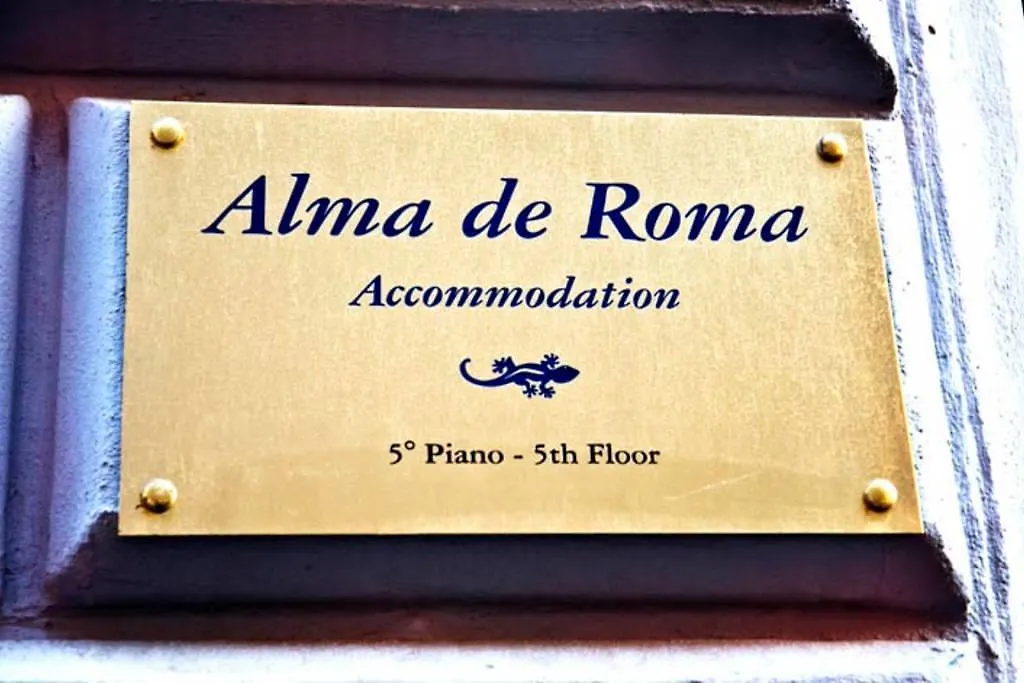 Alma de Roma
Accommodation
5° Piano - 5th Floor